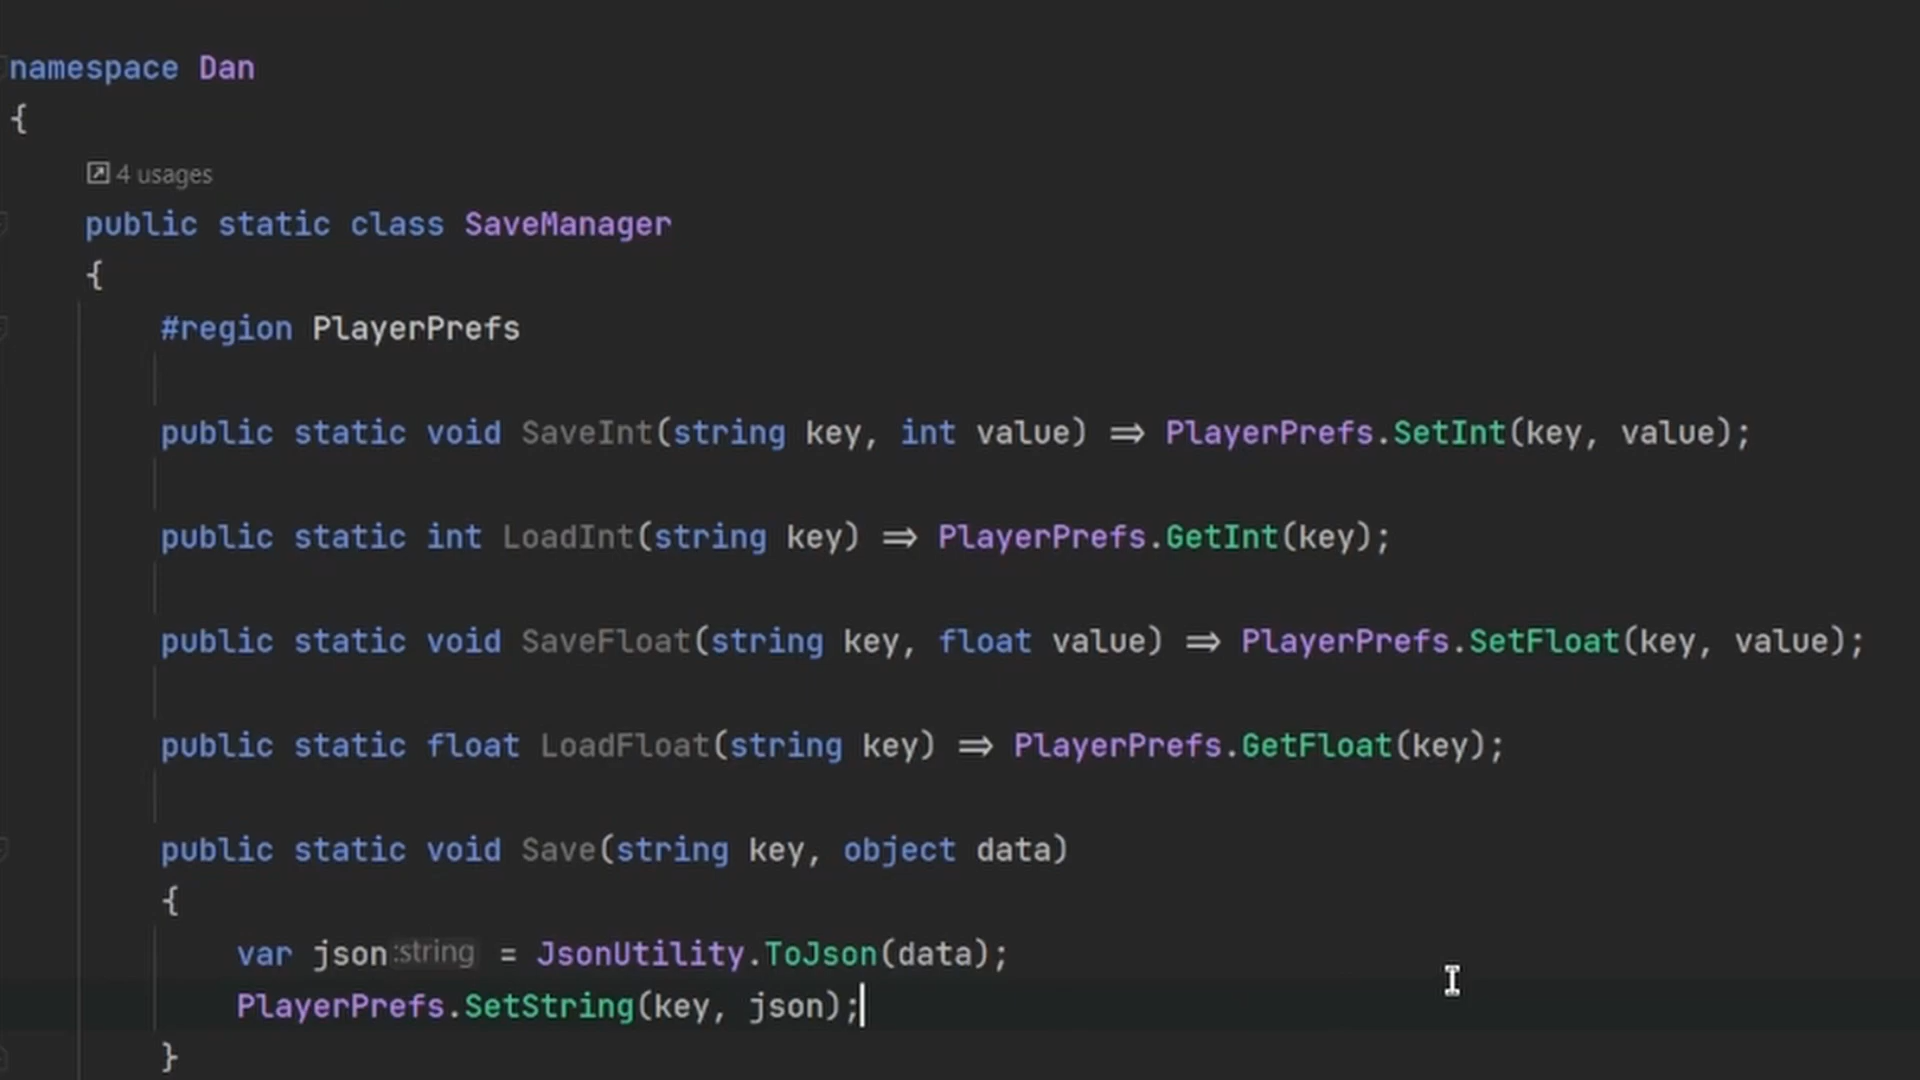 namespace Dan
{
4 usages
public static class SaveManager
{
#region PlayerPrefs
public static void SaveInt(string key, int value) => PlayerPrefs.SetInt(key, value);
public static int LoadInt(string key) => PlayerPrefs.GetInt(key);
public static void SaveFloat(string key, float value) => PlayerPrefs.SetFloat(key, value);
public static float LoadFloat(string key) => PlayerPrefs.GetFloat(key);
public static void Save(string key, object data)
{
var json:string = JsonUtility.ToJson(data);
PlayerPrefs.SetString(key, json);
}